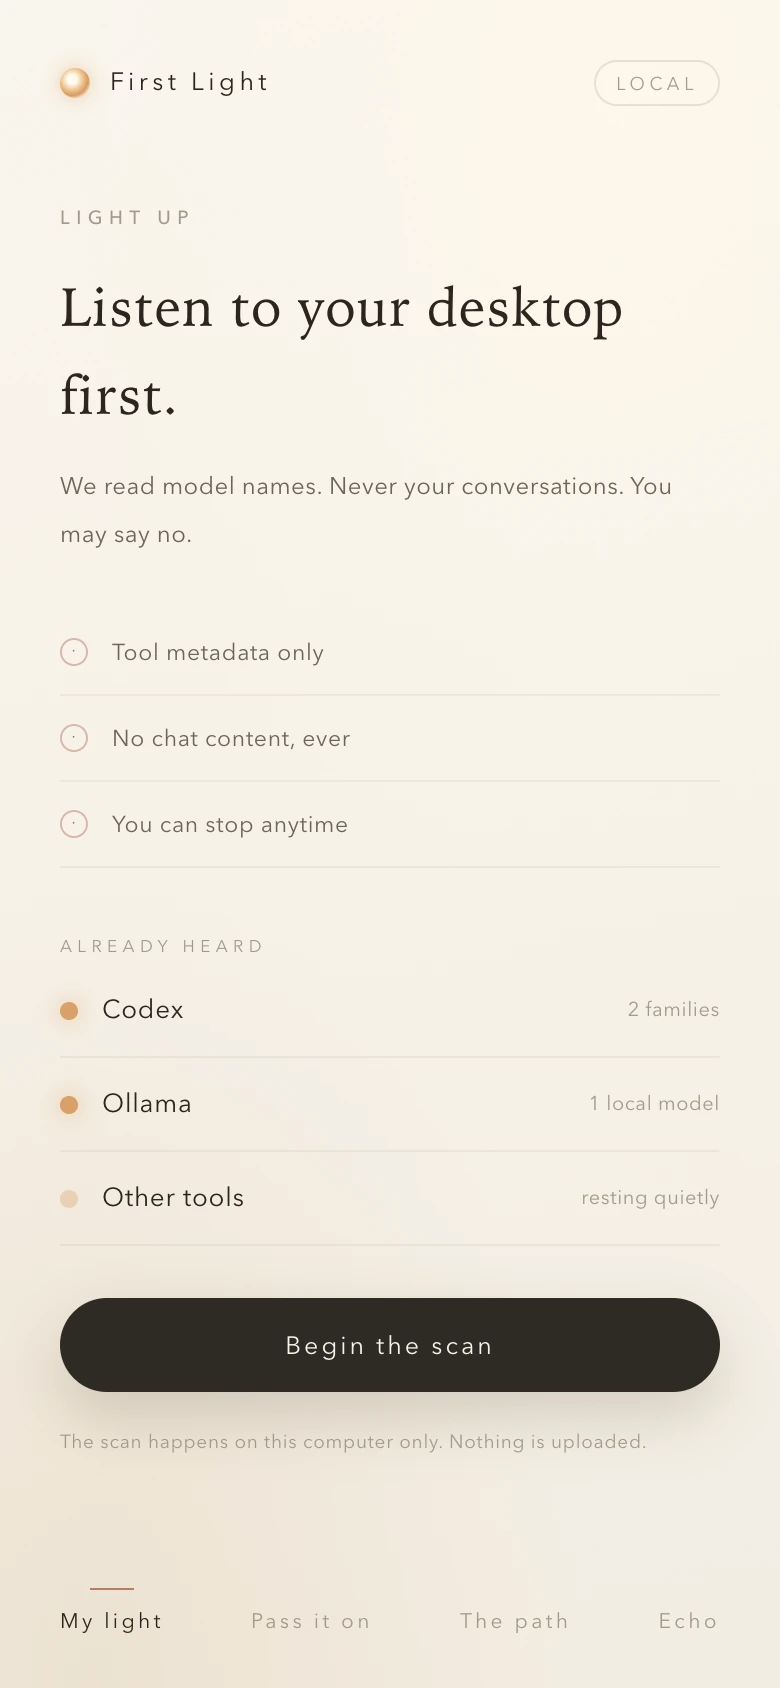 First Light
LOCAL
LIGHT UP
Listen to your desktop
first.
We read model names. Never your conversations. You
may say no.
Tool metadata only
No chat content, ever
You can stop anytime
ALREADY HEARD
Codex
2 families
Ollama
1 local model
Other tools
resting quietly
Begin the scan
The scan happens on this computer only. Nothing is uploaded.
My light
Pass it on
The path
Echo